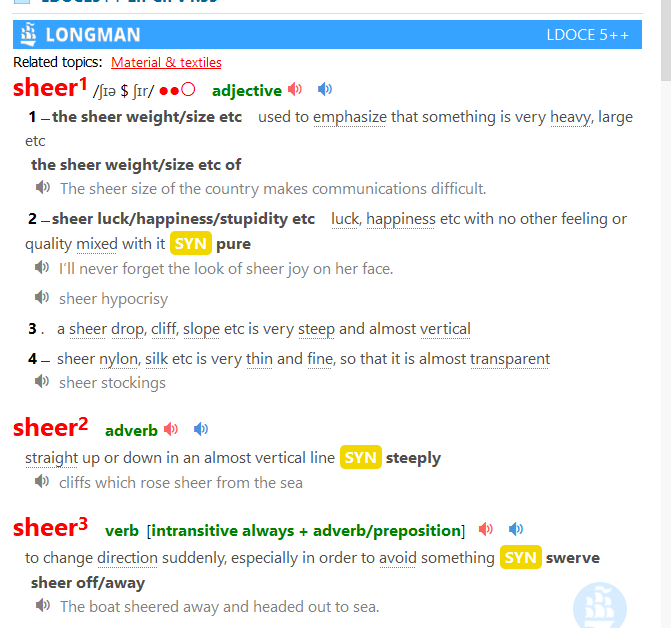 LONGMAN LDOCE 5++
Related topics: Material & textiles
sheer1 /ʃɪə $ ʃɪr/ ●●○ adjective
1 – the sheer weight/size etc used to emphasize that something is very heavy, large
etc
the sheer weight/size etc of
The sheer size of the country makes communications difficult.
2 – sheer luck/happiness/stupidity etc luck, happiness etc with no other feeling or
quality mixed with it SYN pure
I’ll never forget the look of sheer joy on her face.
sheer hypocrisy
3 . a sheer drop, cliff, slope etc is very steep and almost vertical
4 – sheer nylon, silk etc is very thin and fine, so that it is almost transparent
sheer stockings
sheer2 adverb
straight up or down in an almost vertical line SYN steeply
cliffs which rose sheer from the sea
sheer3 verb [intransitive always + adverb/preposition]
to change direction suddenly, especially in order to avoid something SYN swerve
sheer off/away
The boat sheered away and headed out to sea.